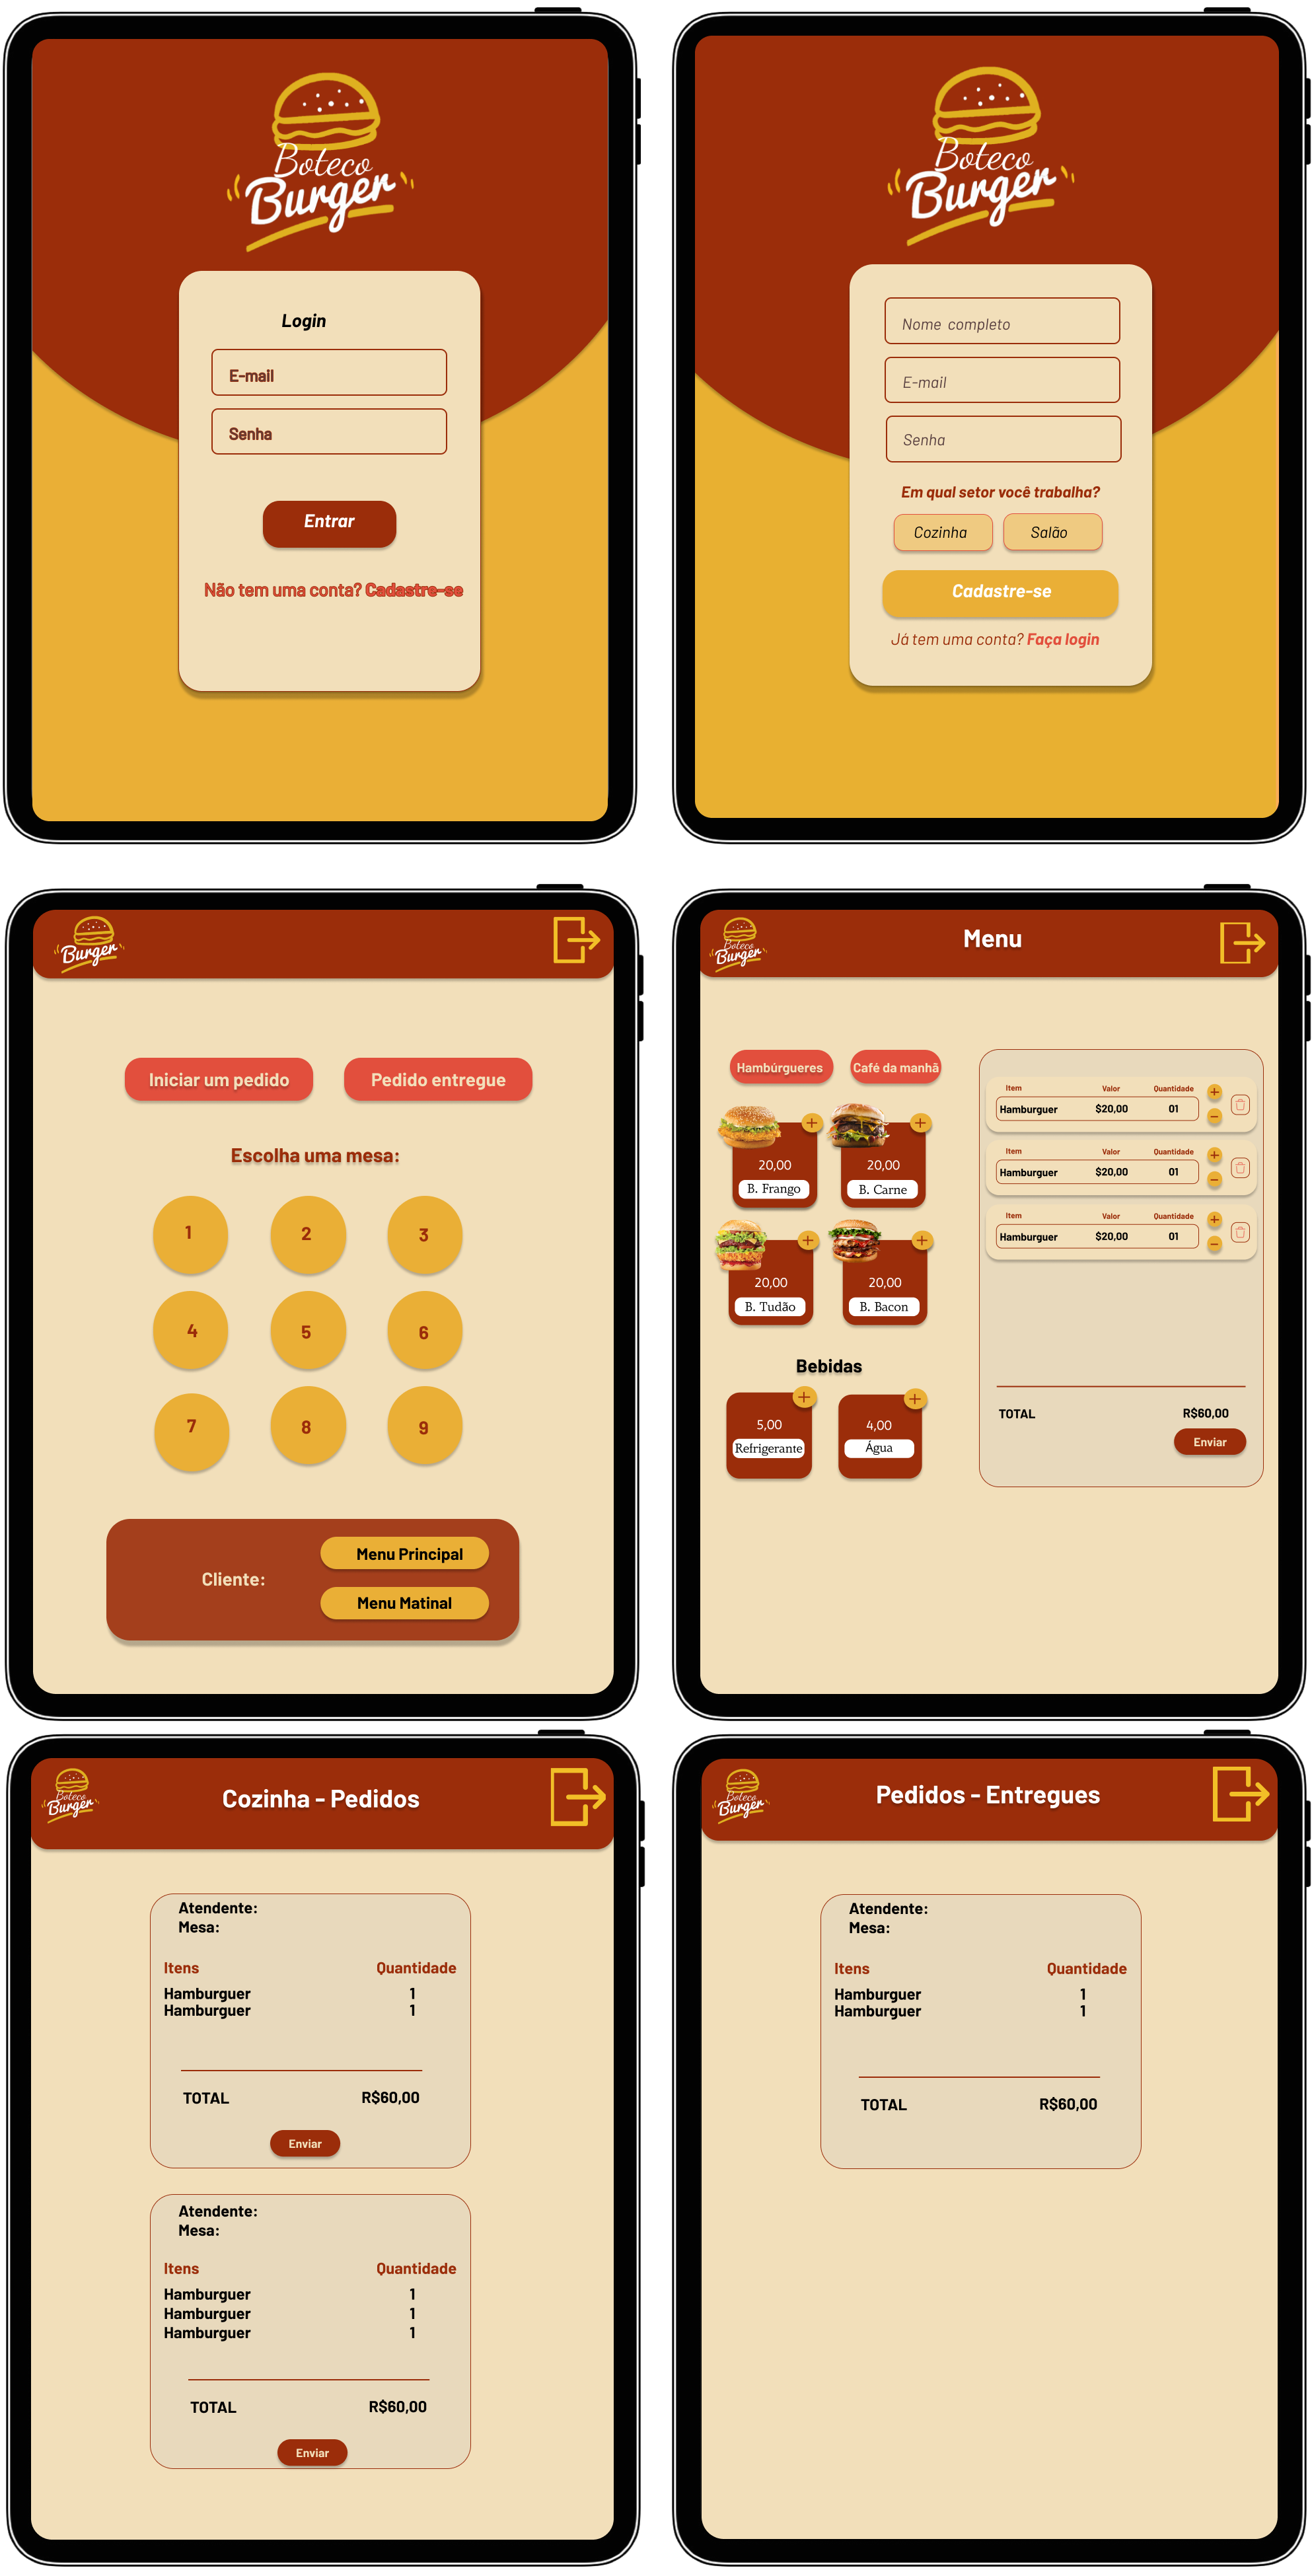 Boteco
Burger
Login
E-mail
Senha
Entrar
Não tem uma conta? Cadastre-se
Boteco
Burger
Nome completo
E-mail
Senha
Em qual setor você trabalha?
Cozinha Salão
Cadastre-se
Já tem uma conta? Faça login
Burger
Iniciar um pedido Pedido entregue
Escolha uma mesa:
1 2 3
4 5 6
7 8 9
Cliente:
Menu Principal
Menu Matinal
Boteco
Burger
Menu
Hambúrgueres Café da manhã
20,00 20,00
B. Frango B. Carne
20,00 20,00
B. Tudão B. Bacon
Bebidas
5,00 4,00
Refrigerante Água
Item Valor Quantidade
Hamburguer $20,00 01
Item Valor Quantidade
Hamburguer $20,00 01
Item Valor Quantidade
Hamburguer $20,00 01
TOTAL R$60,00
Enviar
Boteco
Burger
Cozinha - Pedidos
Atendente:
Mesa:
Itens Quantidade
Hamburguer 1
Hamburguer 1
TOTAL R$60,00
Enviar
Atendente:
Mesa:
Itens Quantidade
Hamburguer 1
Hamburguer 1
Hamburguer 1
TOTAL R$60,00
Enviar
Boteco
Burger
Pedidos - Entregues
Atendente:
Mesa:
Itens Quantidade
Hamburguer 1
Hamburguer 1
TOTAL R$60,00